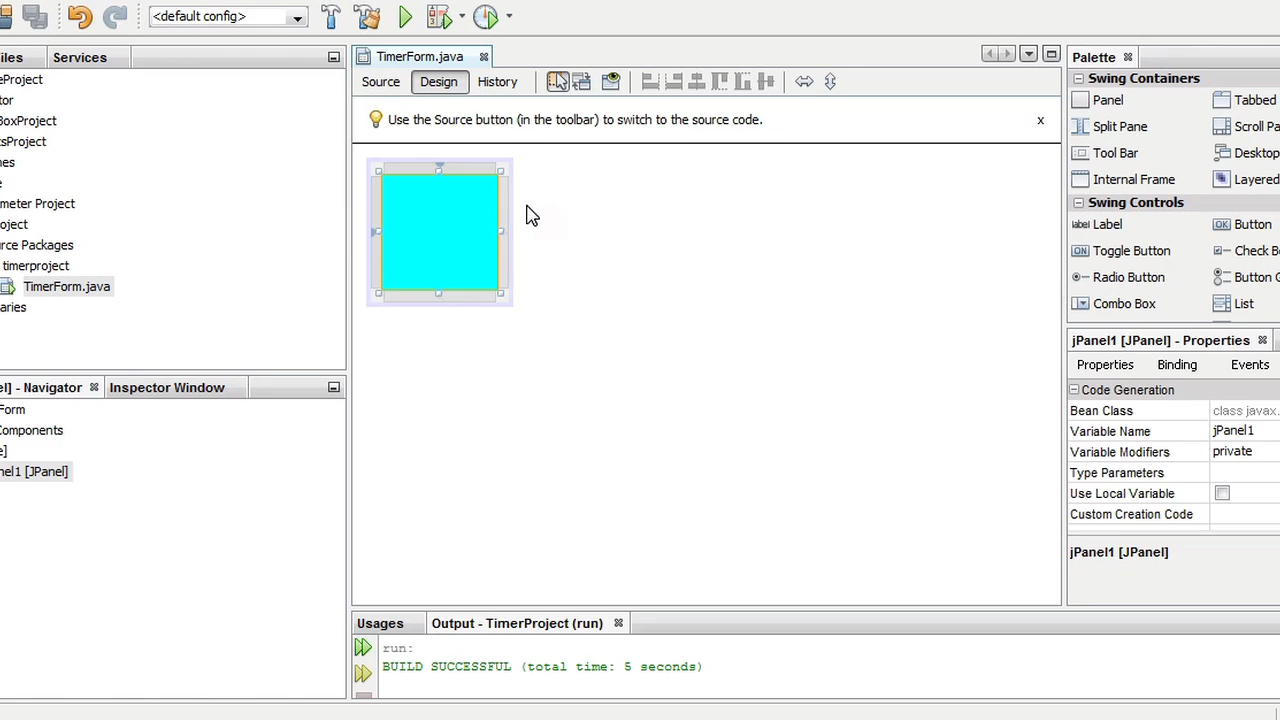 <default config>
iles
Services
TimerForm.java
Palette
eProject
tor
BoxProject
tsProject
nes
e
meter Project
oject
rce Packages
timerproject
TimerForm.java
aries
Source
Design
History
Use the Source button (in the toolbar) to switch to the source code.
x
Swing Containers
Panel
Tabbed
Split Pane
Scroll Pa
Tool Bar
Desktop
Internal Frame
Layered
Swing Controls
label
Label
OK
Button
ON
Toggle Button
Check B
Radio Button
Button G
Combo Box
List
el] - Navigator
Inspector Window
Form
Components
e]
nel1 [JPanel]
jPanel1 [JPanel] - Properties
Properties
Binding
Events
Code Generation
Bean Class
class javax.
Variable Name
jPanel1
Variable Modifiers
private
Type Parameters
Use Local Variable
Custom Creation Code
jPanel1 [JPanel]
Usages
Output - TimerProject (run)
run:
BUILD SUCCESSFUL (total time: 5 seconds)